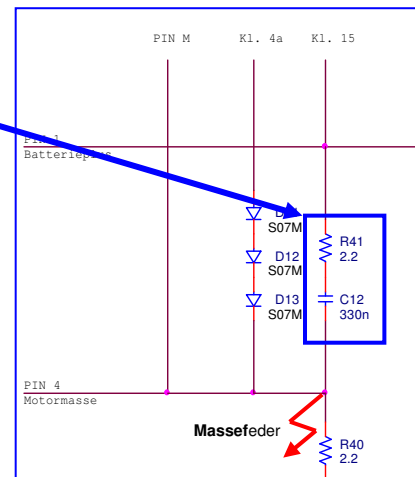 PIN M Kl. 4a Kl. 15
PIN 1
Batterieplus
S07M
R41
2.2
D12
S07M
D13
S07M
C12
330n
PIN 4
Motormasse
Massefeder
R40
2.2